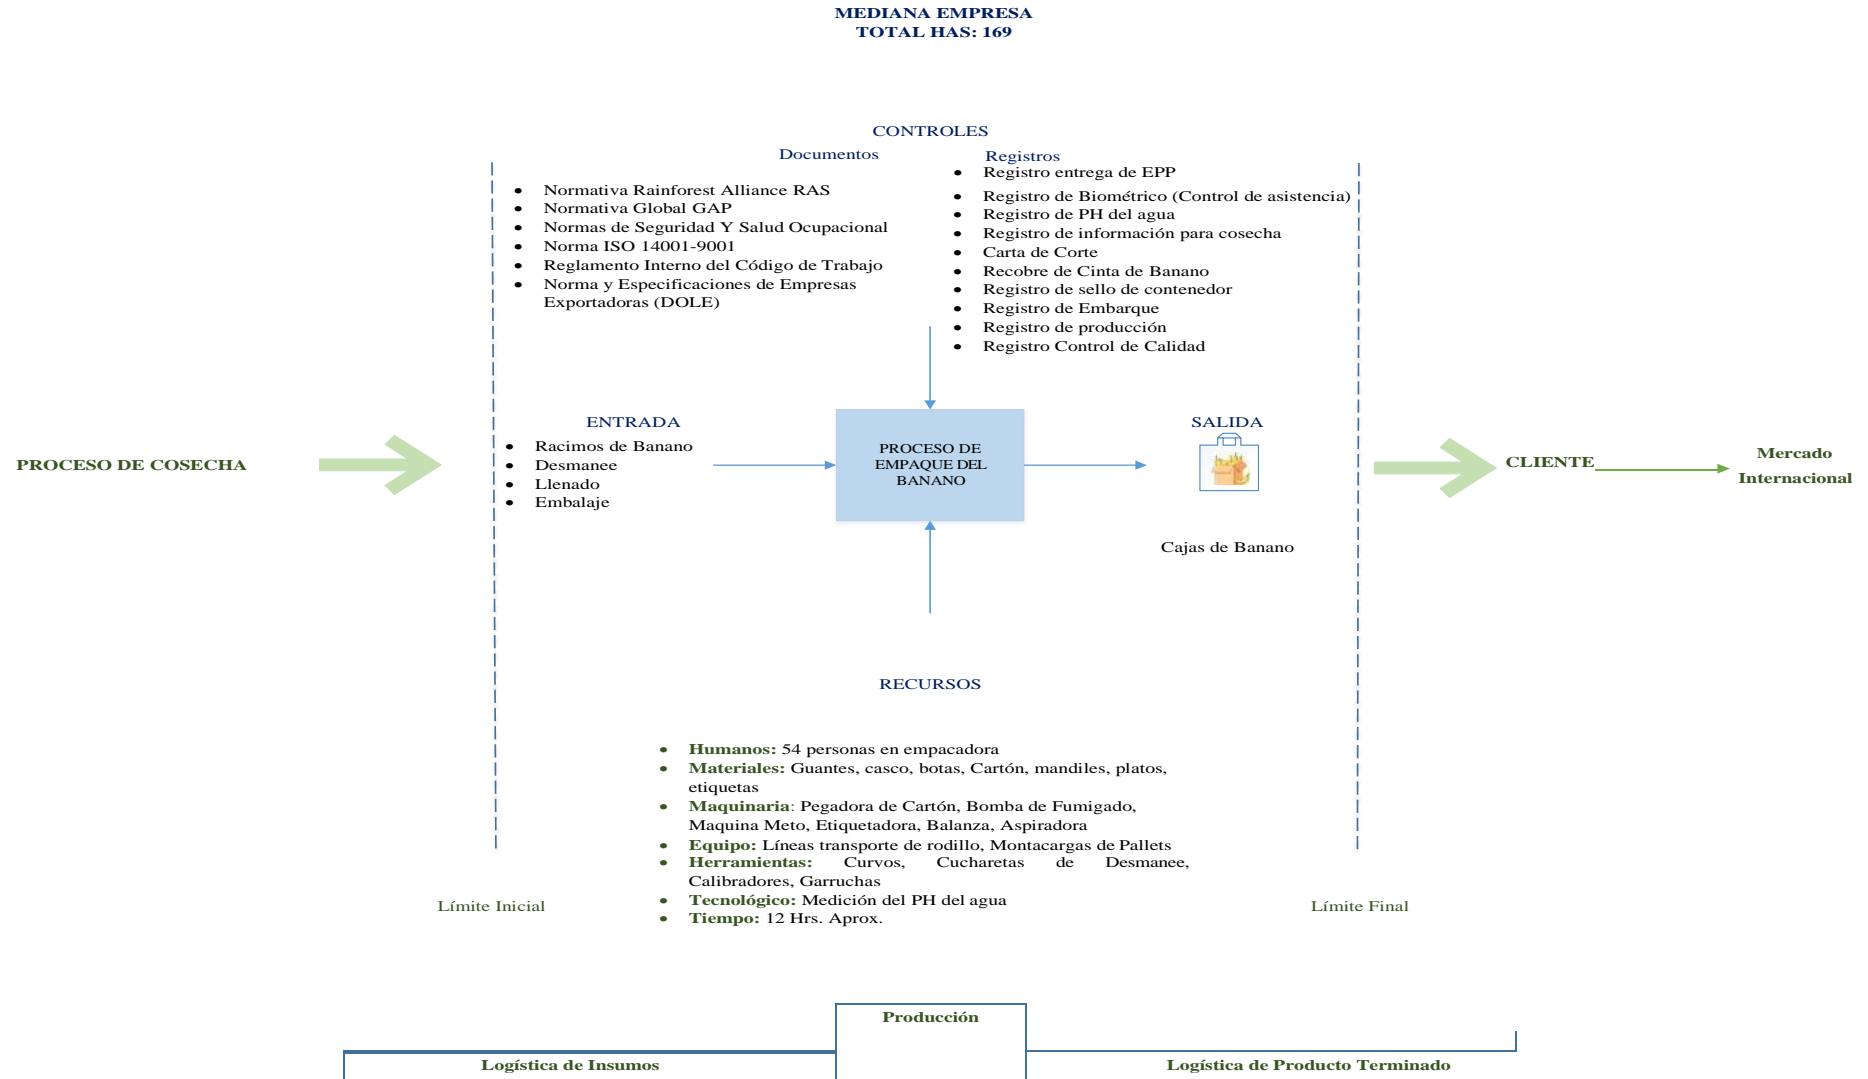 MEDIANA EMPRESA
TOTAL HAS: 169
CONTROLES
Documentos
• Normativa Rainforest Alliance RAS
• Normativa Global GAP
• Normas de Seguridad Y Salud Ocupacional
• Norma ISO 14001-9001
• Reglamento Interno del Código de Trabajo
• Norma y Especificaciones de Empresas
Exportadoras (DOLE)
Registros
• Registro entrega de EPP
• Registro de Biométrico (Control de asistencia)
• Registro de PH del agua
• Registro de información para cosecha
• Carta de Corte
• Recobre de Cinta de Banano
• Registro de sello de contenedor
• Registro de Embarque
• Registro de producción
• Registro Control de Calidad
PROCESO DE COSECHA
ENTRADA
• Racimos de Banano
• Desmanee
• Llenado
• Embalaje
PROCESO DE
EMPAQUE DEL
BANANO
SALIDA
Cajas de Banano
CLIENTE
Mercado
Internacional
RECURSOS
• Humanos: 54 personas en empacadora
• Materiales: Guantes, casco, botas, Cartón, mandiles, platos,
etiquetas
• Maquinaria: Pegadora de Cartón, Bomba de Fumigado,
Maquina Meto, Etiquetadora, Balanza, Aspiradora
• Equipo: Líneas transporte de rodillo, Montacargas de Pallets
• Herramientas: Curvos, Cucharetas de Desmanee,
Calibradores, Garruchas
• Tecnológico: Medición del PH del agua
• Tiempo: 12 Hrs. Aprox.
Límite Inicial
Límite Final
Producción
Logística de Insumos
Logística de Producto Terminado